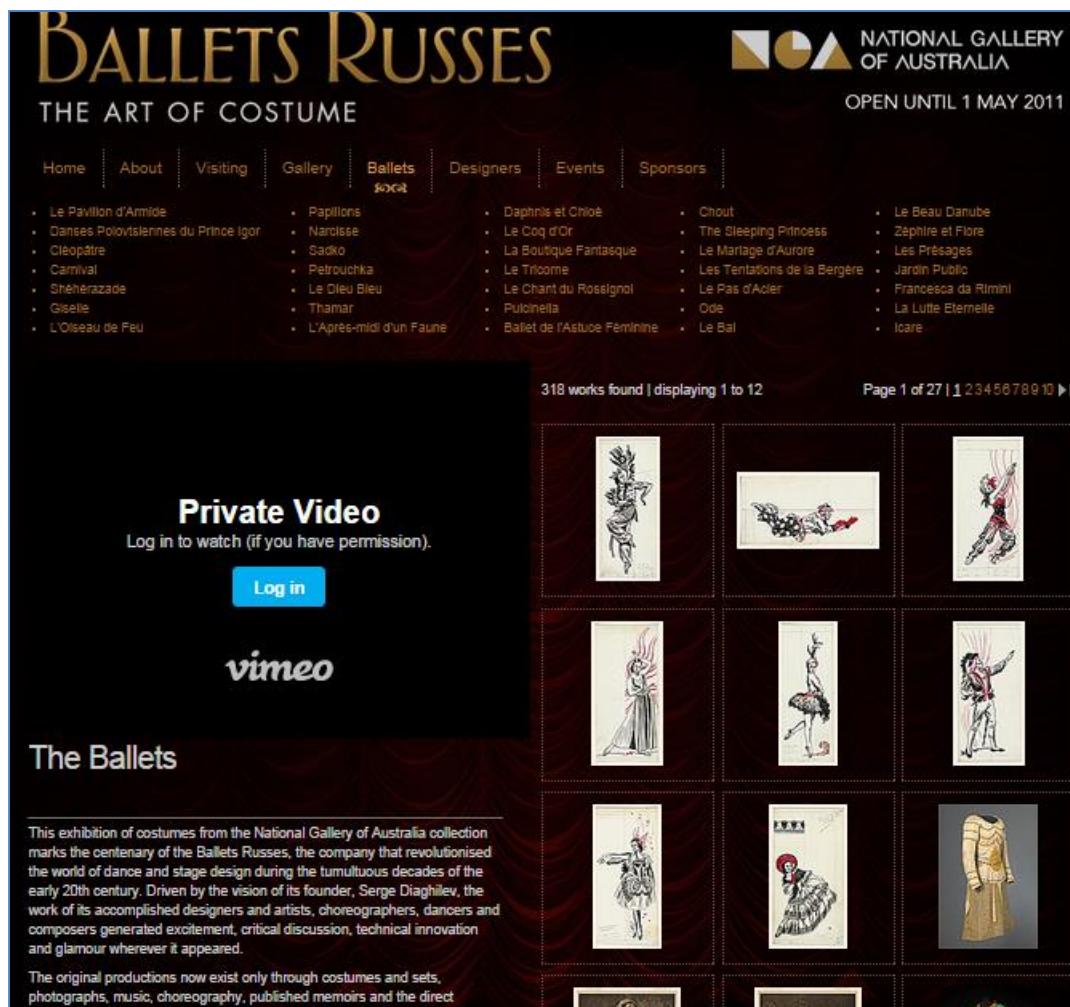 BALLETS RUSSES
THE ART OF COSTUME
NATIONAL GALLERY
OF AUSTRALIA
OPEN UNTIL 1 MAY 2011
Home About Visiting Gallery Ballets Designers Events Sponsors
Le Pavillon d'Armide
Danses Polovtsiennes du Prince Igor
Cléopâtre
Carnival
Shéhérazade
Giselle
L'Oiseau de Feu
Papillons
Narcisse
Sadko
Petrouchka
Le Dieu Bleu
Thamar
L'Après-midi d'un Faune
Daphnis et Chloé
Le Coq d'Or
La Boutique Fantasque
Le Tricorne
Le Chant du Rossignol
Pulcinella
Ballet de l'Astuce Féminine
Chout
The Sleeping Princess
Le Mariage d'Aurore
Les Tentations de la Bergère
Le Pas d'Acier
Ode
Le Bal
Le Beau Danube
Zéphire et Flore
Les Présages
Jardin Public
Francesca da Rimini
La Lutte Eternelle
Icare
318 works found | displaying 1 to 12
Page 1 of 27 | 1 2 3 4 5 6 7 8 9 10
Private Video
Log in to watch (if you have permission).
Log in
vimeo
The Ballets
This exhibition of costumes from the National Gallery of Australia collection
marks the centenary of the Ballets Russes, the company that revolutionised
the world of dance and stage design during the tumultuous decades of the
early 20th century. Driven by the vision of its founder, Serge Diaghilev, the
work of its accomplished designers and artists, choreographers, dancers and
composers generated excitement, critical discussion, technical innovation
and glamour wherever it appeared.
The original productions now exist only through costumes and sets,
photographs, music, choreography, published memoirs and the direct